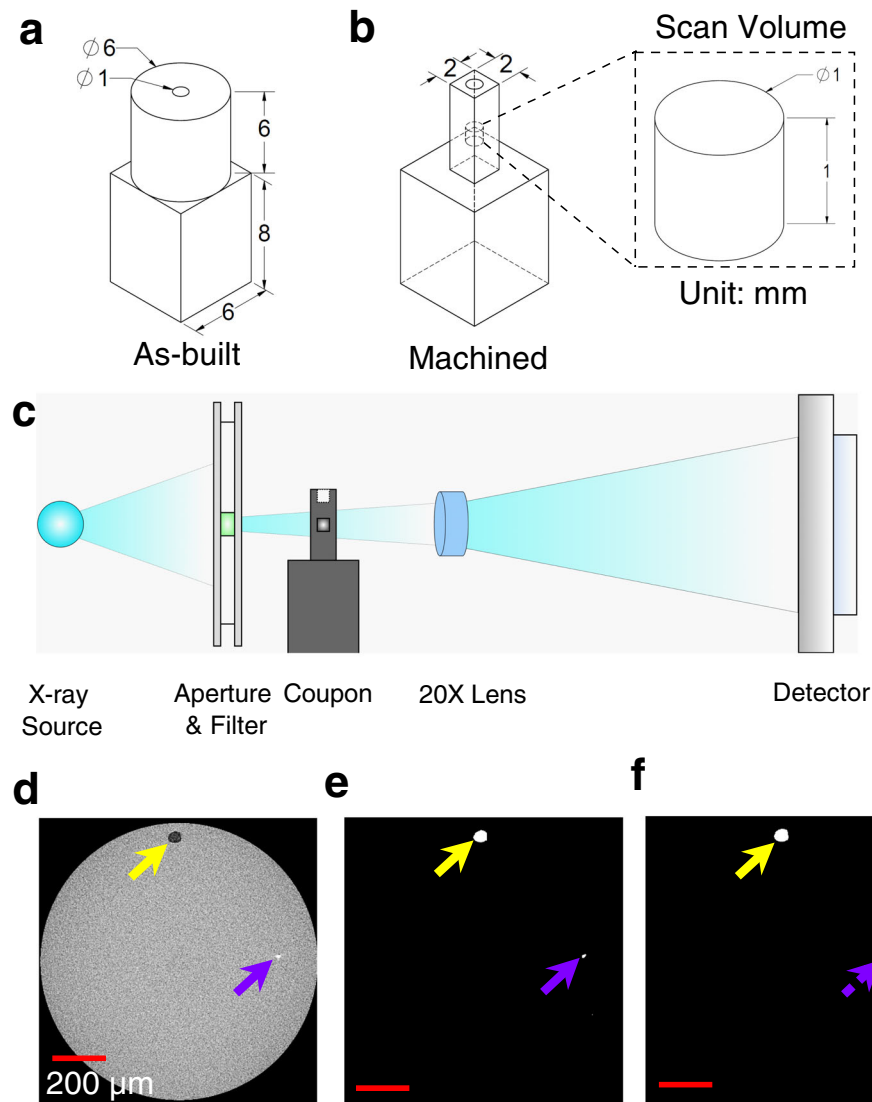 a
∅6
∅1
6
8
6
As-built
b
2
2
Machined
Scan Volume
∅1
1
Unit: mm
c
X-ray
Source
Aperture
& Filter
Coupon
20X Lens
Detector
d
200 µm
e
f